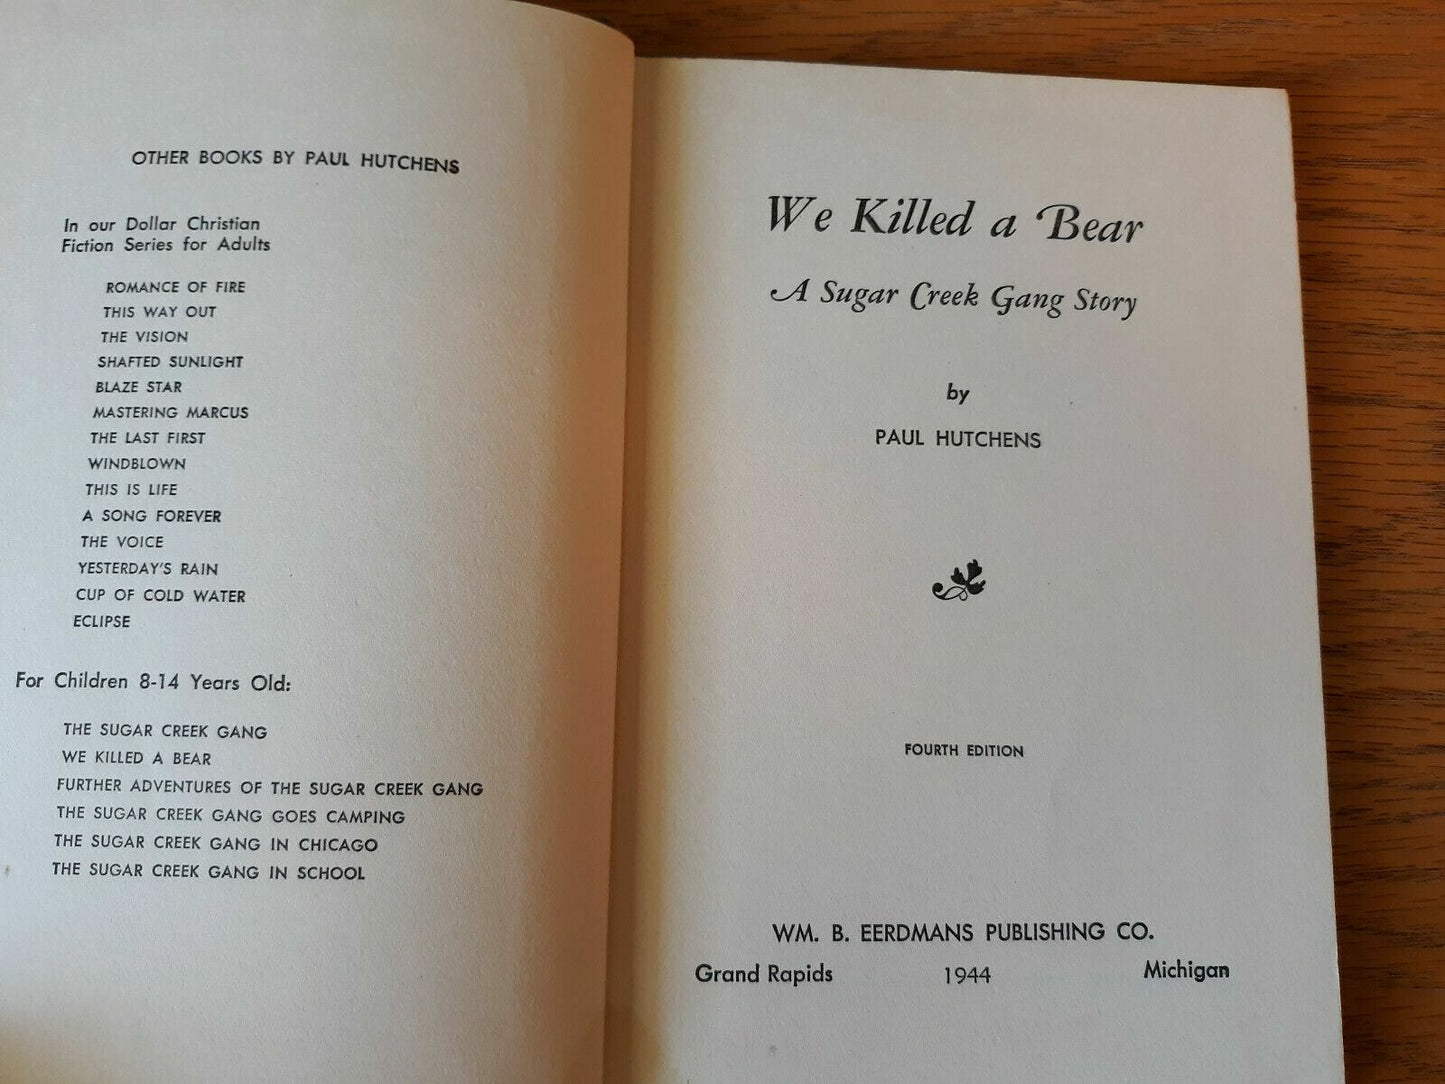 OTHER BOOKS BY PAUL HUTCHENS
In our Dollar Christian
Fiction Series for Adults
ROMANCE OF FIRE
THIS WAY OUT
THE VISION
SHAFTED SUNLIGHT
BLAZE STAR
MASTERING MARCUS
THE LAST FIRST
WINDBLOWN
THIS IS LIFE
A SONG FOREVER
THE VOICE
YESTERDAY'S RAIN
CUP OF COLD WATER
ECLIPSE
For Children 8-14 Years Old:
THE SUGAR CREEK GANG
WE KILLED A BEAR
FURTHER ADVENTURES OF THE SUGAR CREEK GANG
THE SUGAR CREEK GANG GOES CAMPING
THE SUGAR CREEK GANG IN CHICAGO
THE SUGAR CREEK GANG IN SCHOOL
We Killed a Bear
A Sugar Creek Gang Story
by
PAUL HUTCHENS
FOURTH EDITION
WM. B. EERDMANS PUBLISHING CO.
Grand Rapids 1944 Michigan